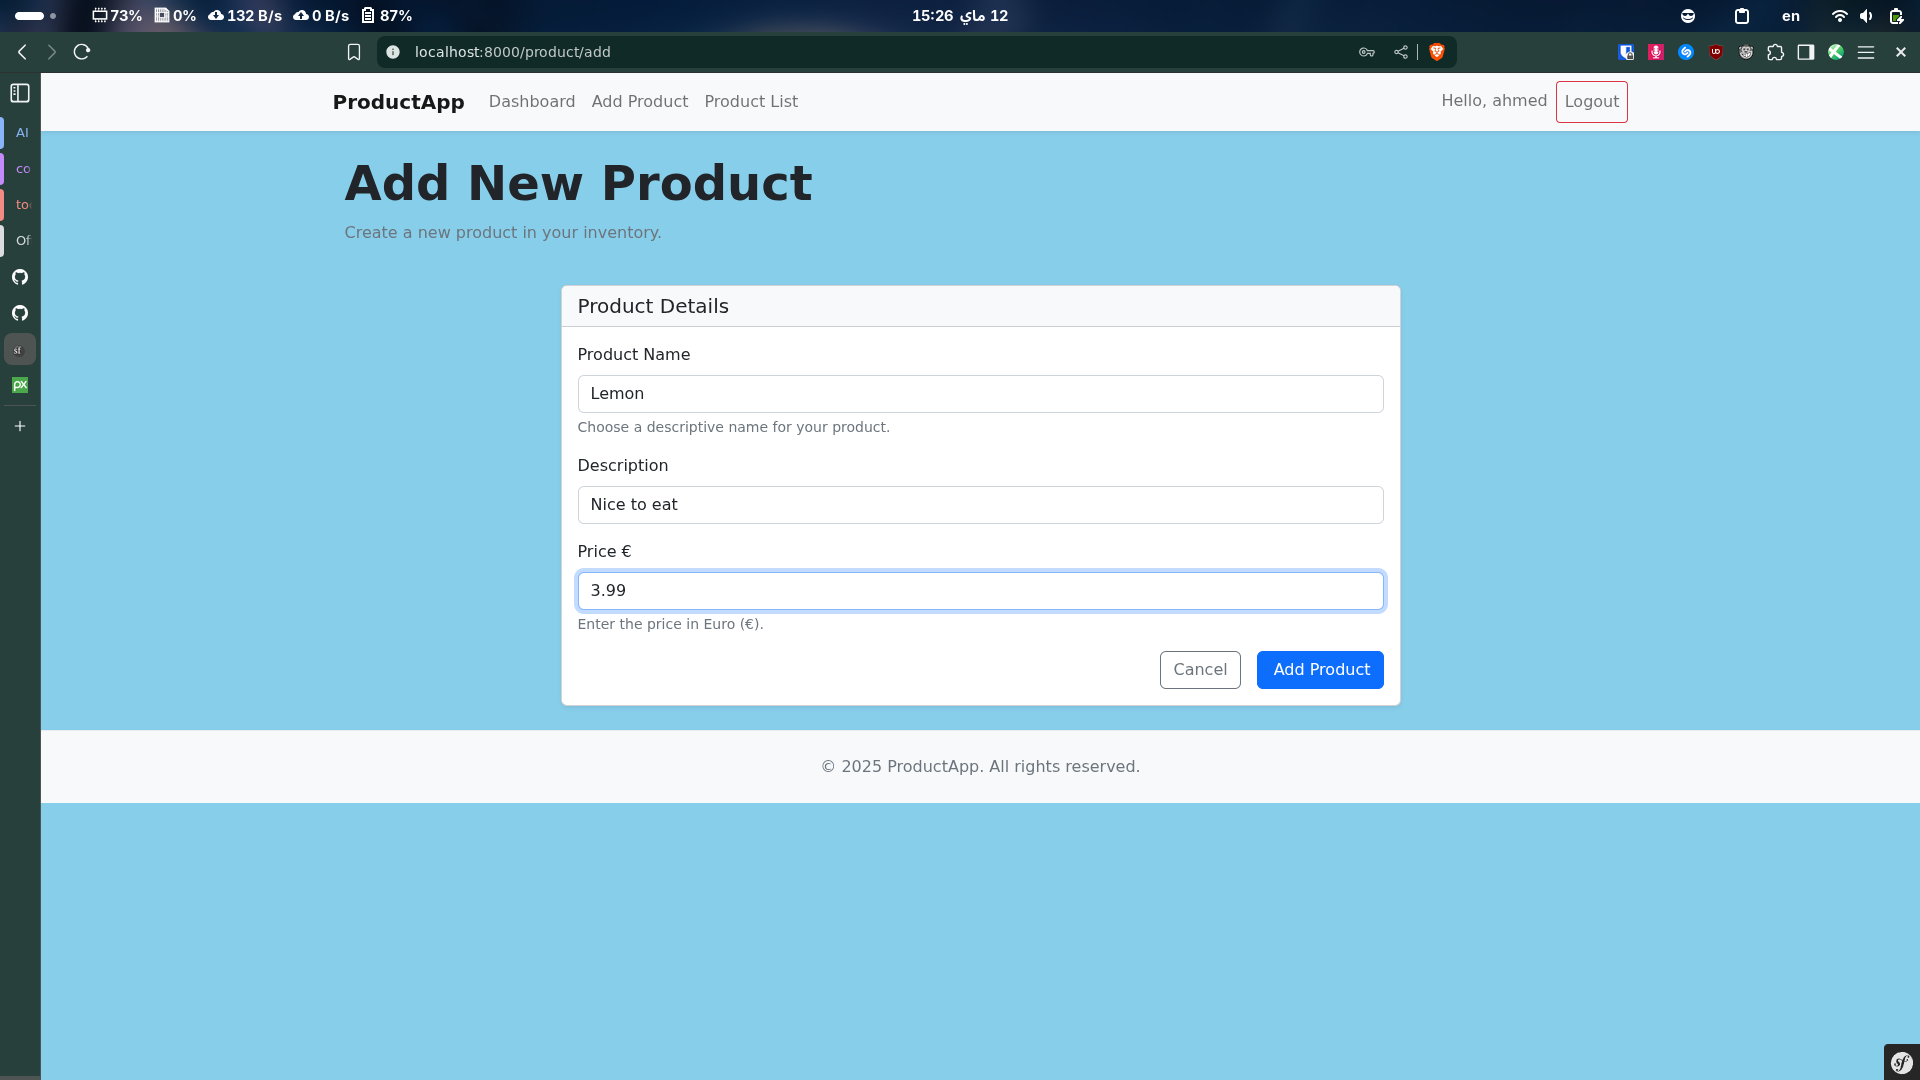 73% 0% 132 B/s 0 B/s 87% 12 ماي 15:26 en
localhost:8000/product/add
ProductApp Dashboard Add Product Product List Hello, ahmed Logout
AI
co
to
Of
sf
px
Add New Product
Create a new product in your inventory.
Product Details
Product Name
Lemon
Choose a descriptive name for your product.
Description
Nice to eat
Price €
3.99
Enter the price in Euro (€).
Cancel Add Product
© 2025 ProductApp. All rights reserved.
sf